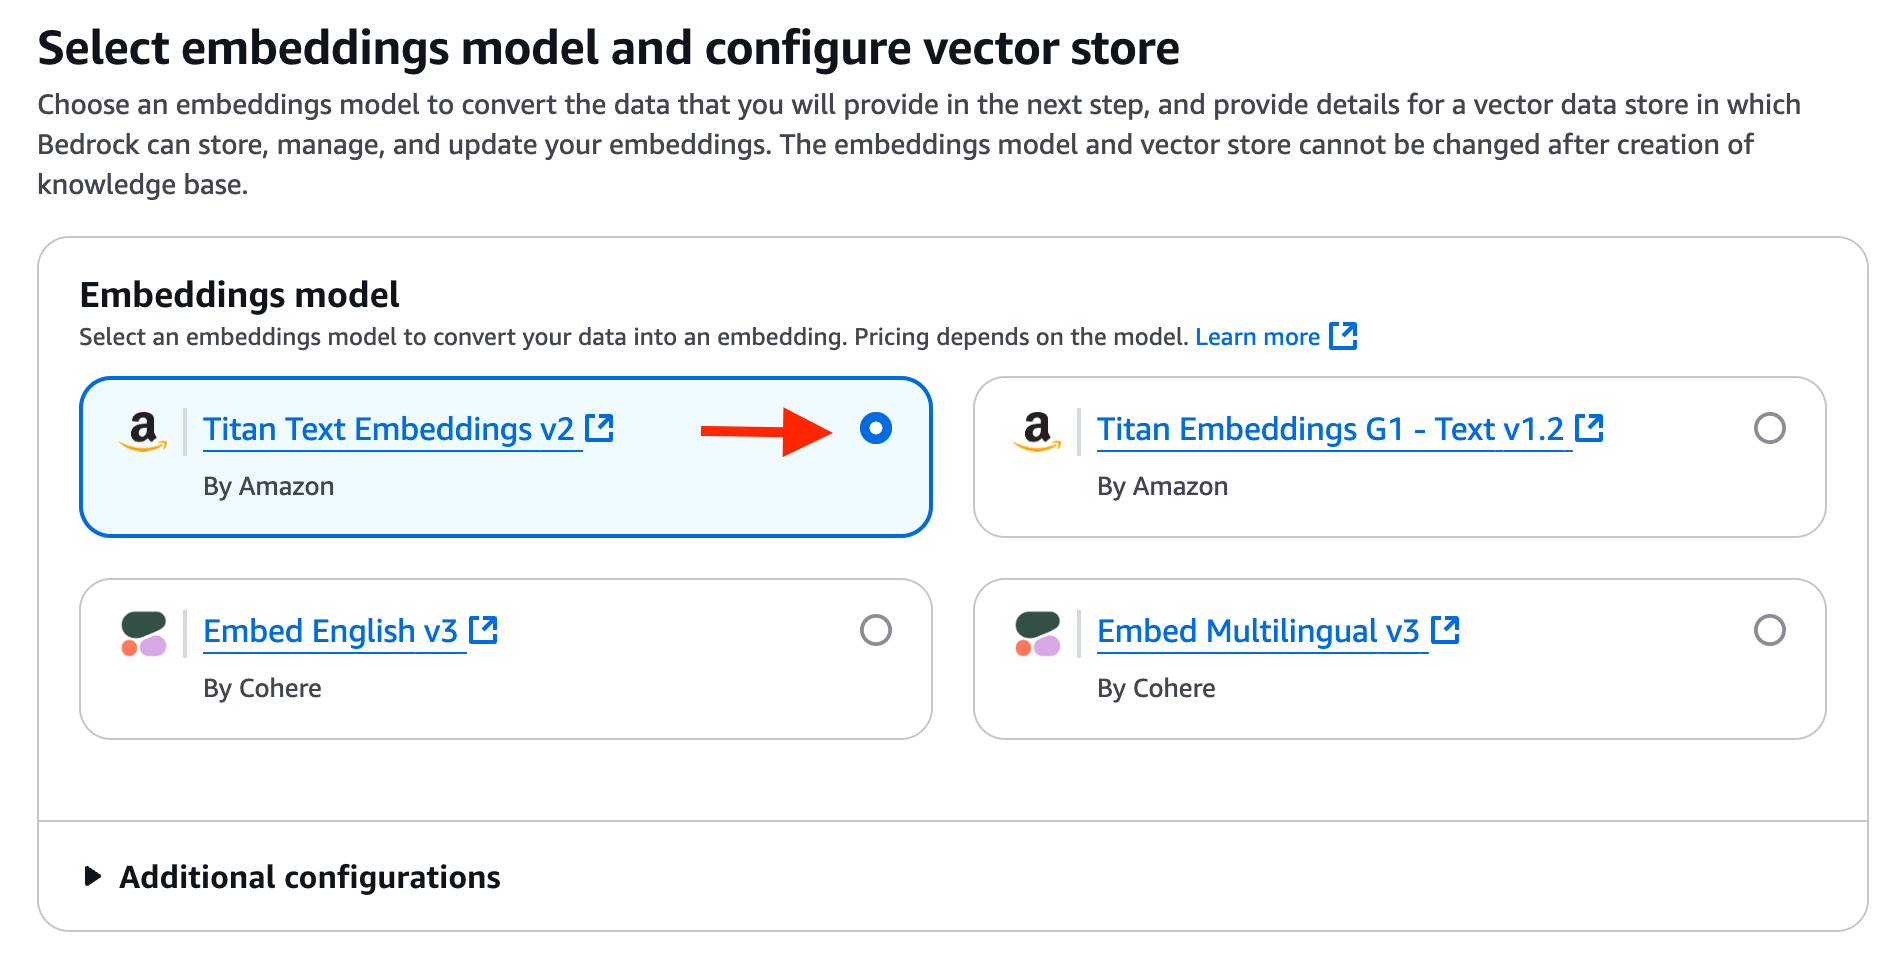 Select embeddings model and configure vector store
Choose an embeddings model to convert the data that you will provide in the next step, and provide details for a vector data store in which
Bedrock can store, manage, and update your embeddings. The embeddings model and vector store cannot be changed after creation of
knowledge base.
Embeddings model
Select an embeddings model to convert your data into an embedding. Pricing depends on the model. Learn more
Titan Text Embeddings v2
By Amazon
Titan Embeddings G1 - Text v1.2
By Amazon
Embed English v3
By Cohere
Embed Multilingual v3
By Cohere
Additional configurations